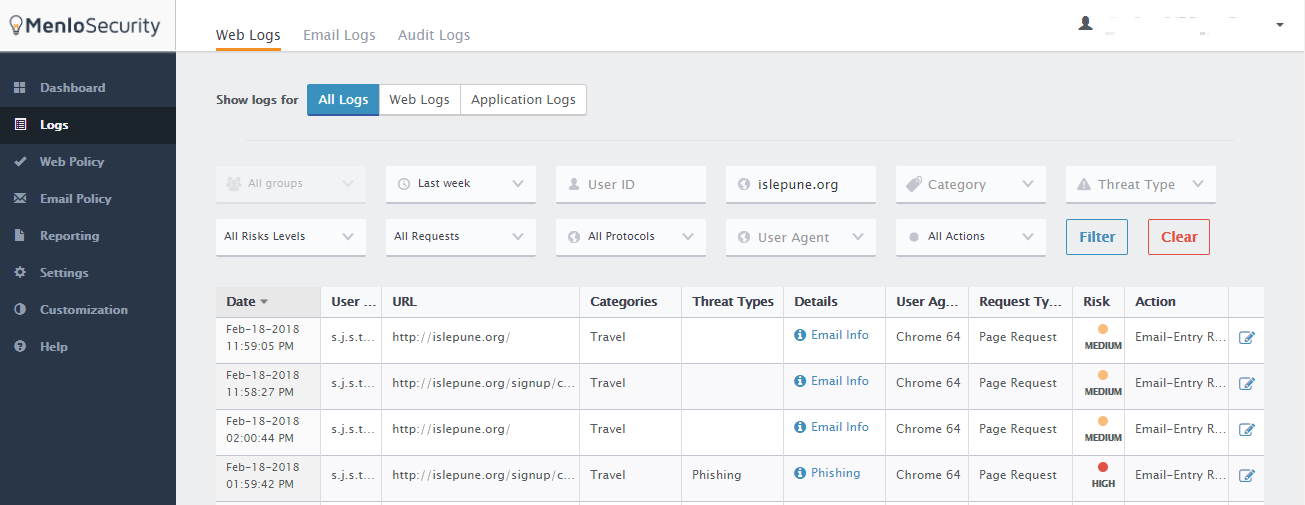 MenloSecurity
Web Logs Email Logs Audit Logs
Dashboard
Logs
Web Policy
Email Policy
Reporting
Settings
Customization
Help
Show logs for All Logs Web Logs Application Logs
All groups Last week User ID islepune.org Category Threat Type
All Risks Levels All Requests All Protocols User Agent All Actions Filter Clear
Date User ... URL Categories Threat Types Details User Ag... Request Ty... Risk Action
Feb-18-2018
11:59:05 PM s.j.s.t... http://islepune.org/ Travel Email Info Chrome 64 Page Request MEDIUM Email-Entry R...
Feb-18-2018
11:58:27 PM s.j.s.t... http://islepune.org/signup/c... Travel Email Info Chrome 64 Page Request MEDIUM Email-Entry R...
Feb-18-2018
02:00:44 PM s.j.s.t... http://islepune.org/ Travel Email Info Chrome 64 Page Request MEDIUM Email-Entry R...
Feb-18-2018
01:59:42 PM s.j.s.t... http://islepune.org/signup/c... Travel Phishing Phishing Chrome 64 Page Request HIGH Email-Entry R...